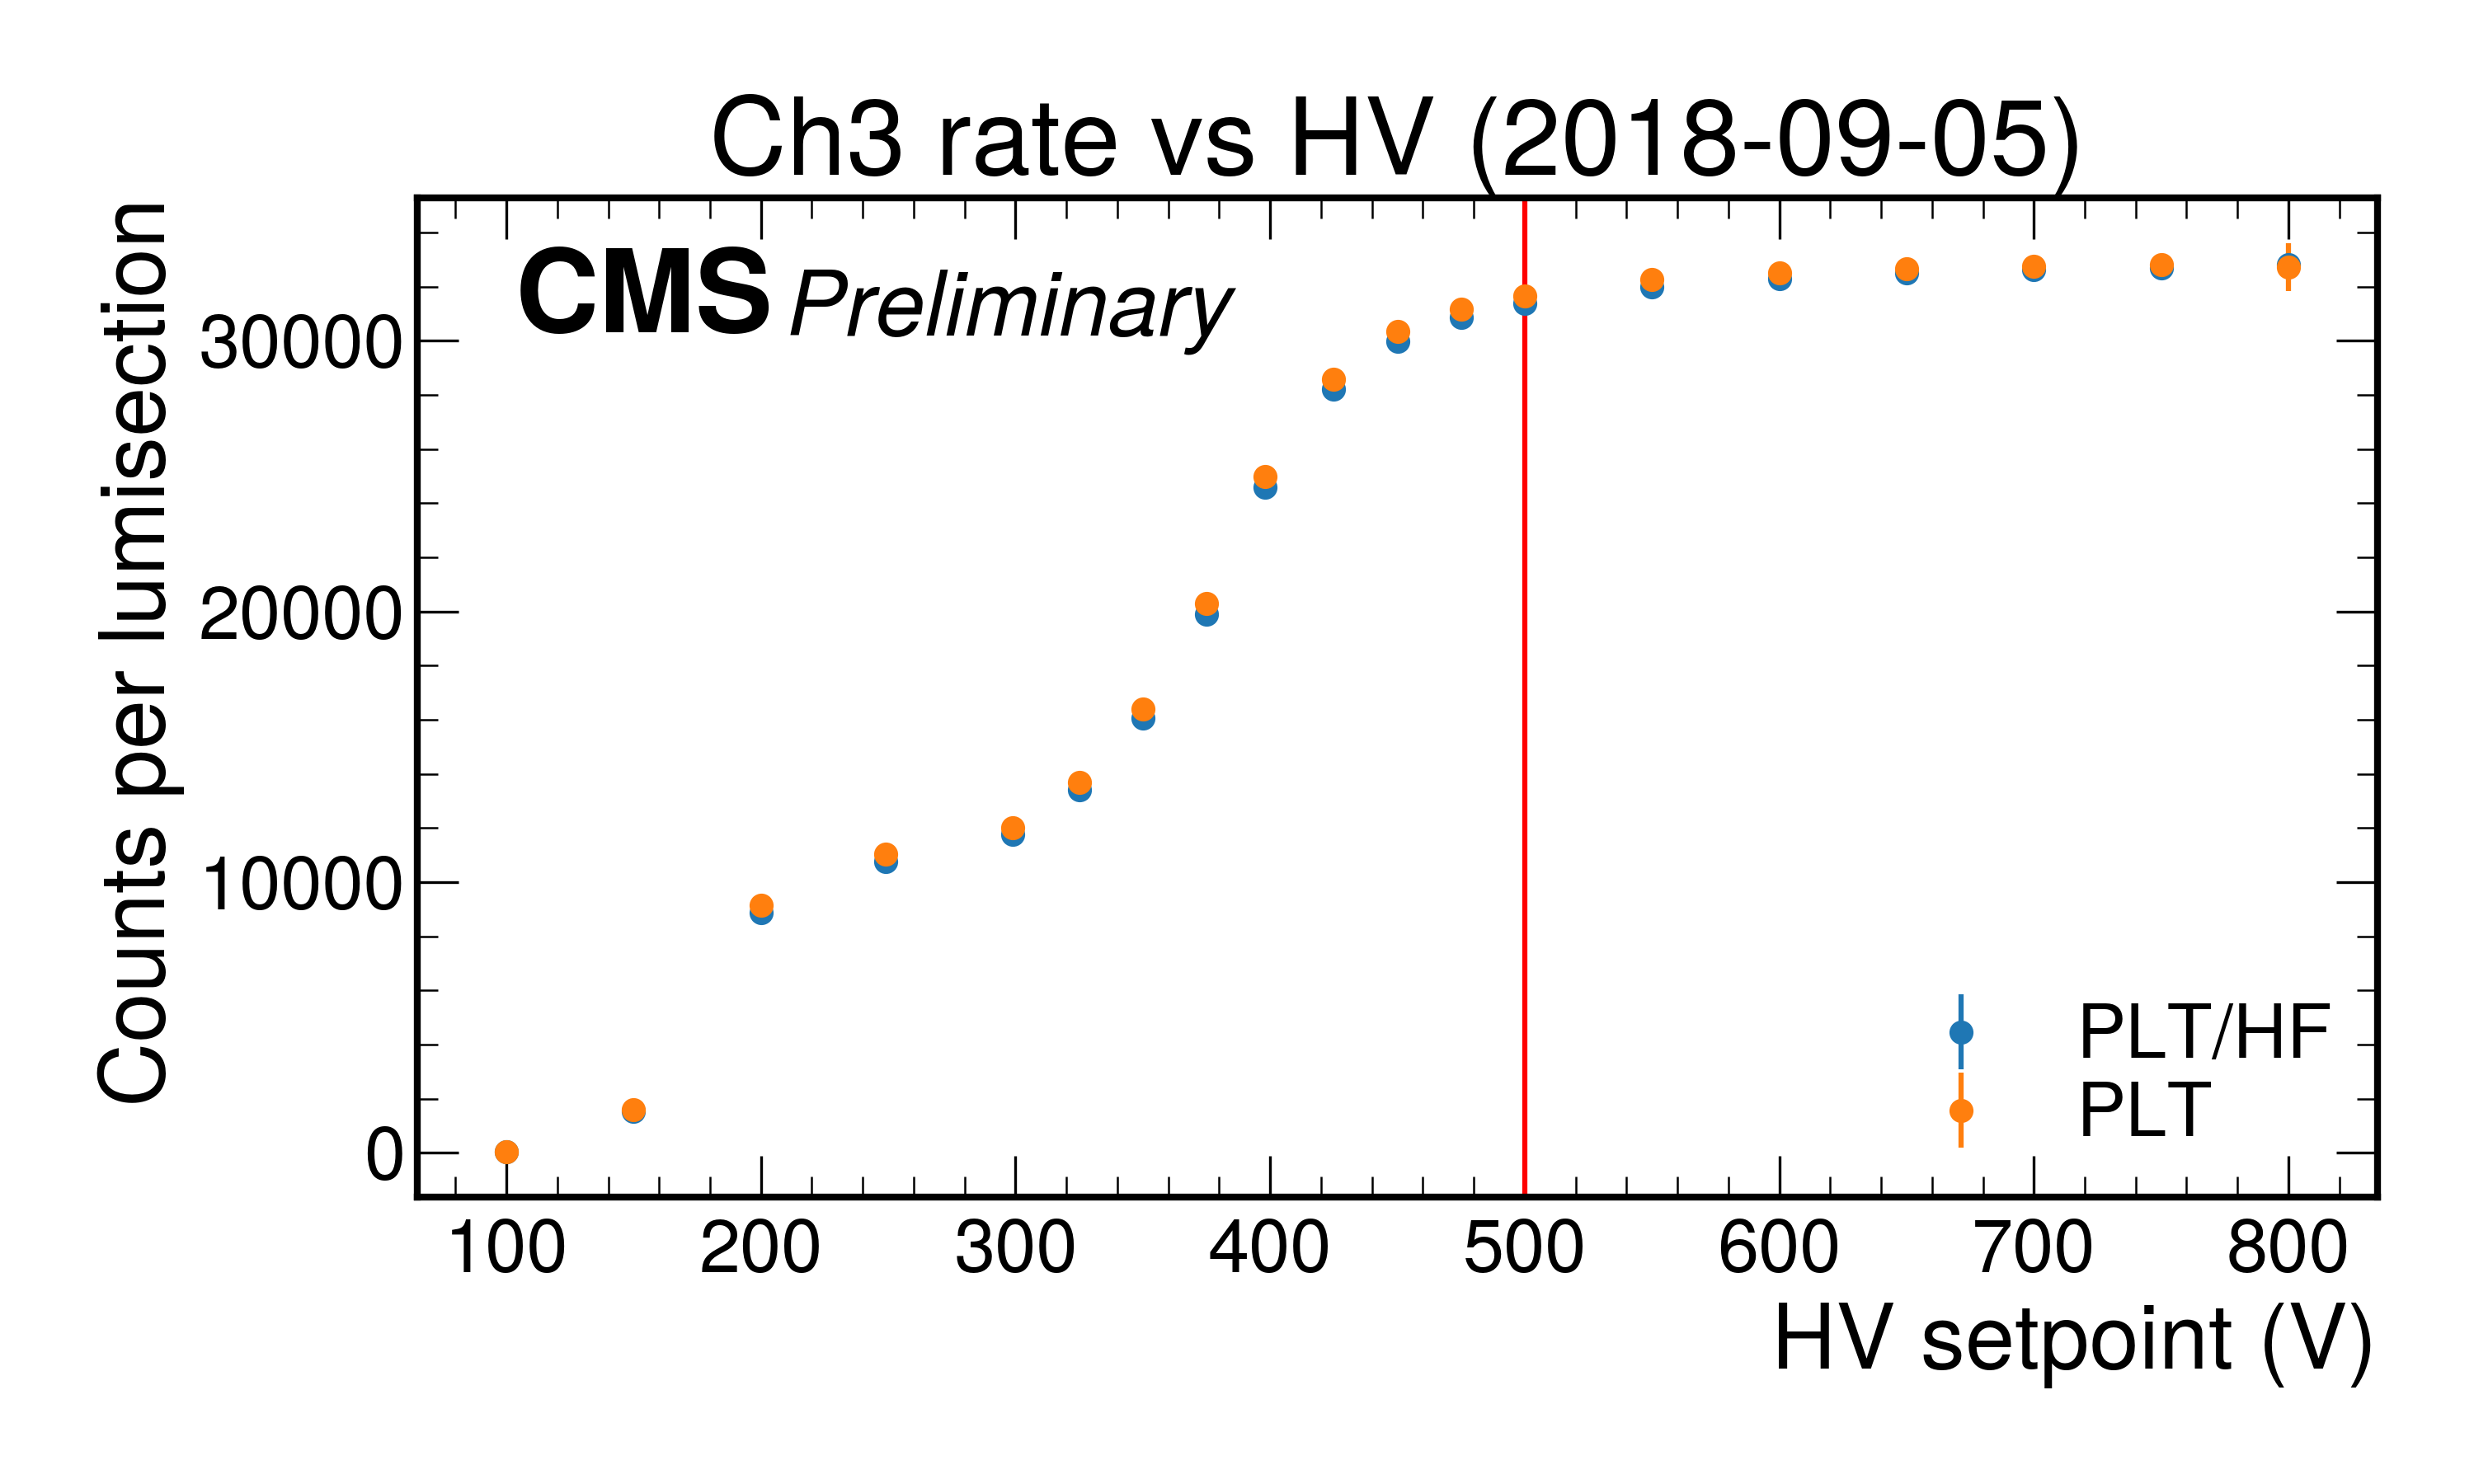 Ch3 rate vs HV (2018-09-05)
CMS Preliminary
Counts per lumisection
30000
20000
10000
0
PLT/HF
PLT
100 200 300 400 500 600 700 800
HV setpoint (V)